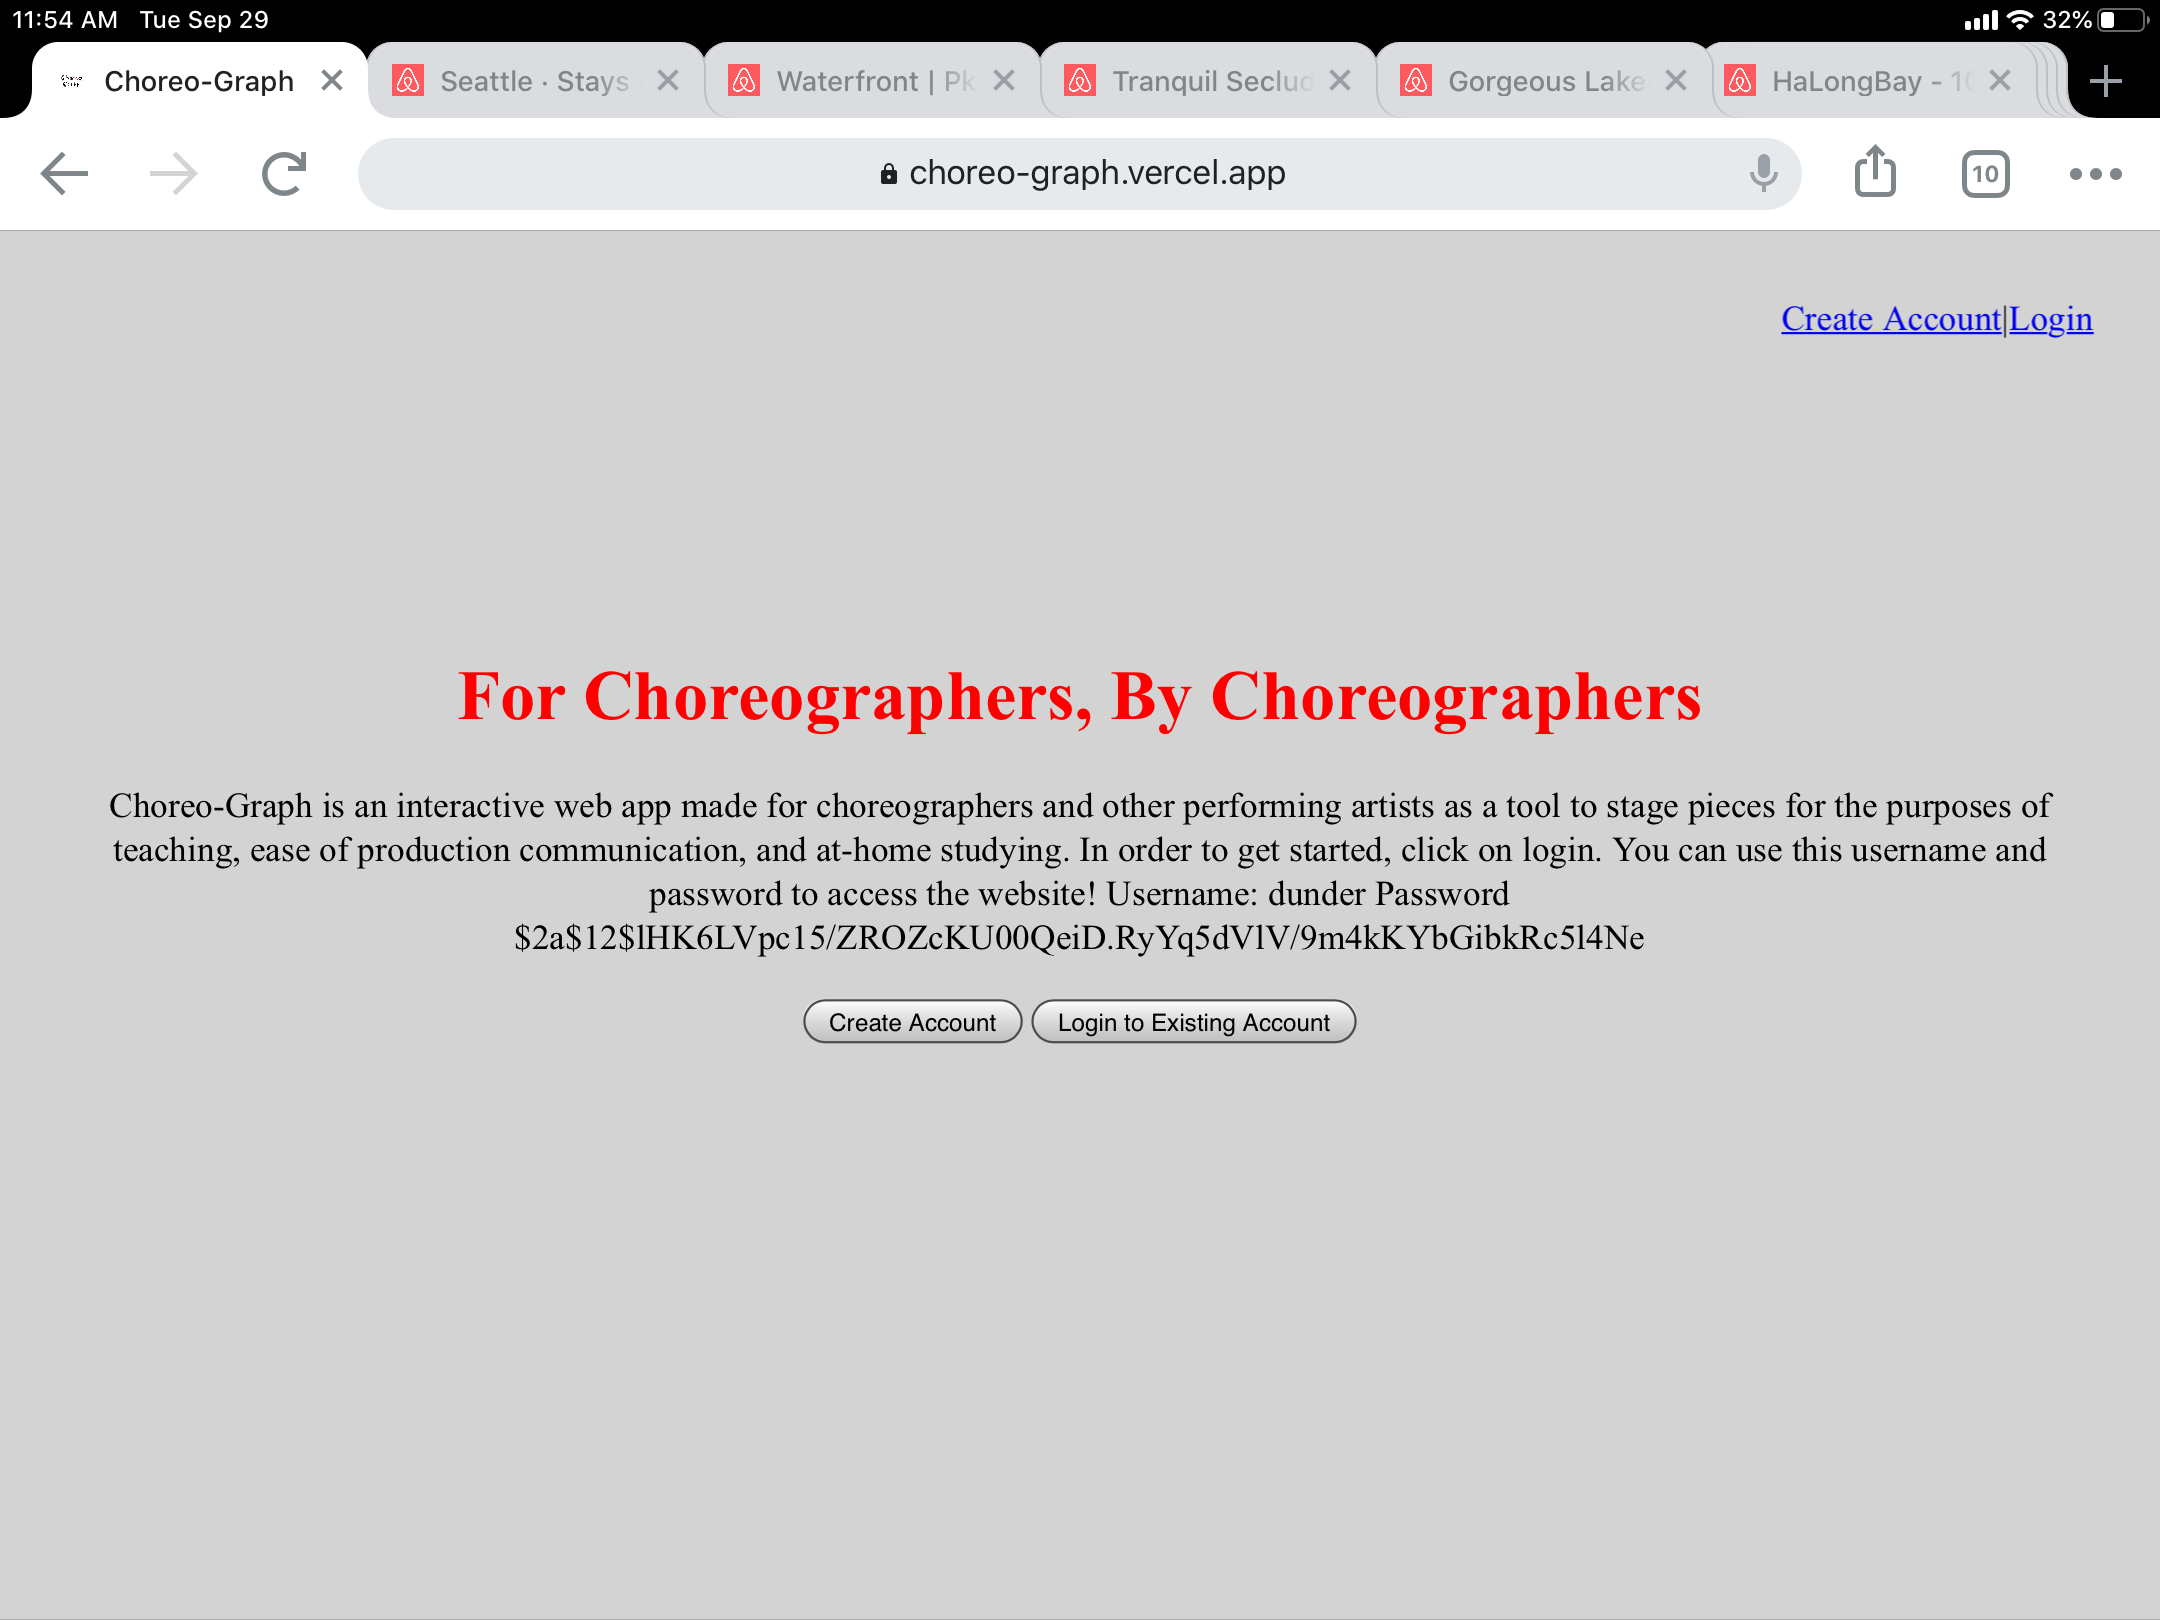 11:54 AM Tue Sep 29
32%
Choreo-Graph
Seattle · Stays
Waterfront | Pk
Tranquil Seclud
Gorgeous Lake
HaLongBay - 10
choreo-graph.vercel.app
10
Create Account|Login
For Choreographers, By Choreographers
Choreo-Graph is an interactive web app made for choreographers and other performing artists as a tool to stage pieces for the purposes of
teaching, ease of production communication, and at-home studying. In order to get started, click on login. You can use this username and
password to access the website! Username: dunder Password
$2a$12$lHK6LVpc15/ZROZcKU00QeiD.RyYq5dVlV/9m4kKYbGibkRc5l4Ne
Create Account
Login to Existing Account